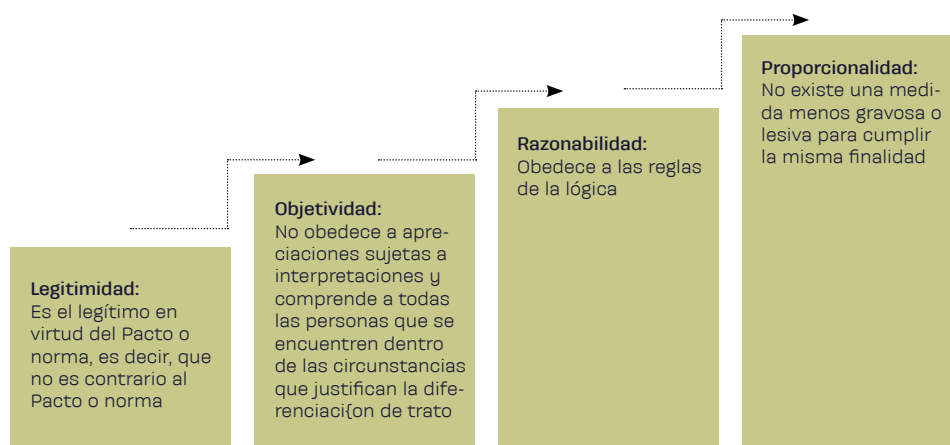 Legitimidad:
Es el legítimo en
virtud del Pacto o
norma, es decir, que
no es contrario al
Pacto o norma
Objetividad:
No obedece a apre-
ciaciones sujetas a
interpretaciones y
comprende a todas
las personas que se
encuentren dentro
de las circunstancias
que justifican la dife-
renciaci{on de trato
Razonabilidad:
Obedece a las reglas
de la lógica
Proporcionalidad:
No existe una medi-
da menos gravosa o
lesiva para cumplir
la misma finalidad